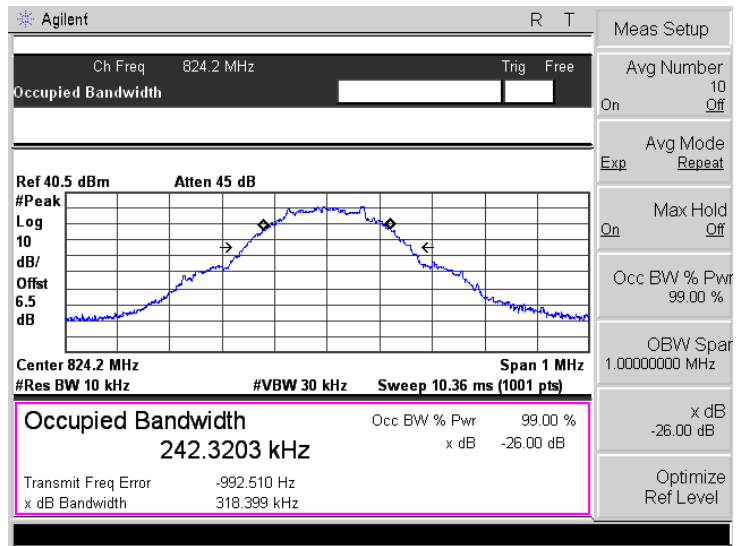 Agilent R T
Ch Freq 824.2 MHz Trig Free
Occupied Bandwidth
Ref 40.5 dBm Atten 45 dB
#Peak
Log
10
dB/
Offst
6.5
dB
Center 824.2 MHz Span 1 MHz
#Res BW 10 kHz #VBW 30 kHz Sweep 10.36 ms (1001 pts)
Occupied Bandwidth
242.3203 kHz
Occ BW % Pwr 99.00 %
x dB -26.00 dB
Transmit Freq Error -992.510 Hz
x dB Bandwidth 318.399 kHz
Meas Setup
Avg Number
10
On Off
Avg Mode
Exp Repeat
Max Hold
On Off
Occ BW % Pwr
99.00 %
OBW Span
1.00000000 MHz
x dB
-26.00 dB
Optimize
Ref Level